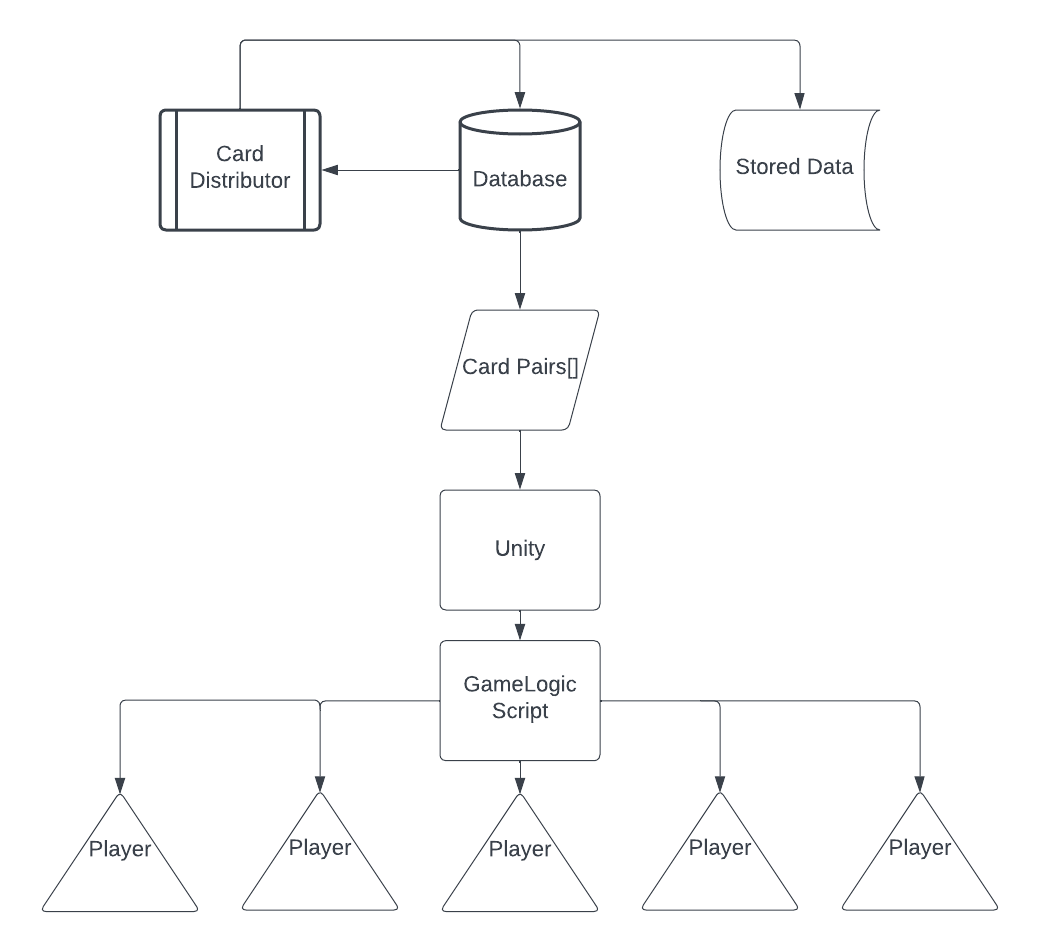 Card
Distributor
Database
Stored Data
Card Pairs[]
Unity
GameLogic
Script
Player
Player
Player
Player
Player